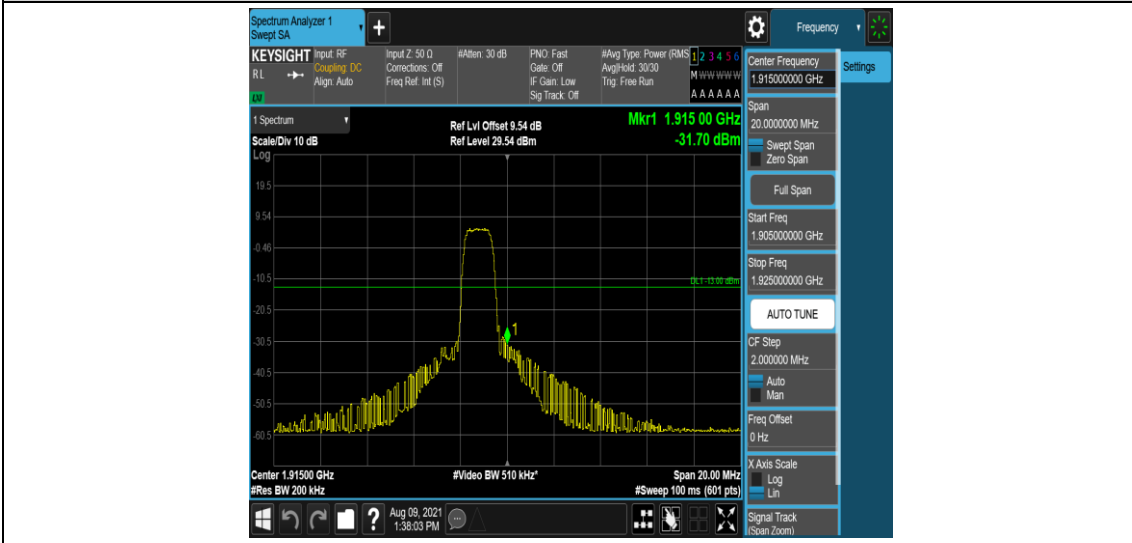 Spectrum Analyzer 1
Swept SA
+
Frequency
KEYSIGHT
RL
LXI
Input: RF
Coupling: DC
Align: Auto
Input Z: 50 Ω
Corrections: Off
Freq Ref: Int (S)
#Atten: 30 dB
PNO: Fast
Gate: Off
IF Gain: Low
Sig Track: Off
#Avg Type: Power (RMS
Avg|Hold: 30/30
Trig: Free Run
1 2 3 4 5 6
M W W W W W
A A A A A A
1 Spectrum
Scale/Div 10 dB
Log
Ref Lvl Offset 9.54 dB
Ref Level 29.54 dBm
Mkr1 1.915 00 GHz
-31.70 dBm
19.5
9.54
-0.46
-10.5
DL1 -13.00 dBm
-20.5
1
-30.5
-40.5
-50.5
-60.5
Center 1.91500 GHz
#Video BW 510 kHz*
Span 20.00 MHz
#Res BW 200 kHz
#Sweep 100 ms (601 pts)
?
Aug 09, 2021
1:38:03 PM
Center Frequency
1.915000000 GHz
Settings
Span
20.0000000 MHz
Swept Span
Zero Span
Full Span
Start Freq
1.905000000 GHz
Stop Freq
1.925000000 GHz
AUTO TUNE
CF Step
2.000000 MHz
Auto
Man
Freq Offset
0 Hz
X Axis Scale
Log
Lin
Signal Track
(Span Zoom)